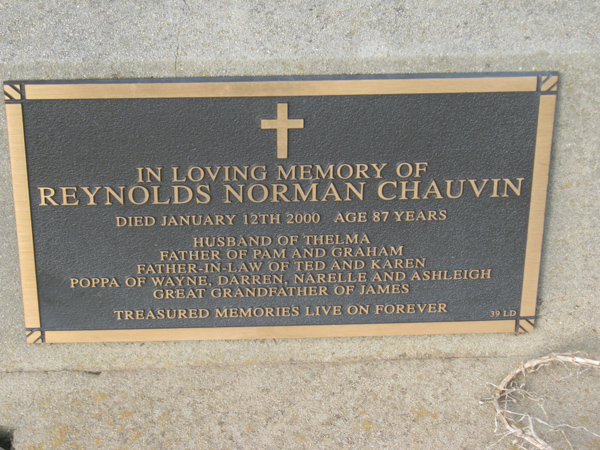 IN LOVING MEMORY OF
REYNOLDS NORMAN CHAUVIN
DIED JANUARY 12TH 2000 AGE 87 YEARS
HUSBAND OF THELMA
FATHER OF PAM AND GRAHAM
FATHER-IN-LAW OF TED AND KAREN
POPPA OF WAYNE, DARREN, NARELLE AND ASHLEIGH
GREAT GRANDFATHER OF JAMES
TREASURED MEMORIES LIVE ON FOREVER
39 LD